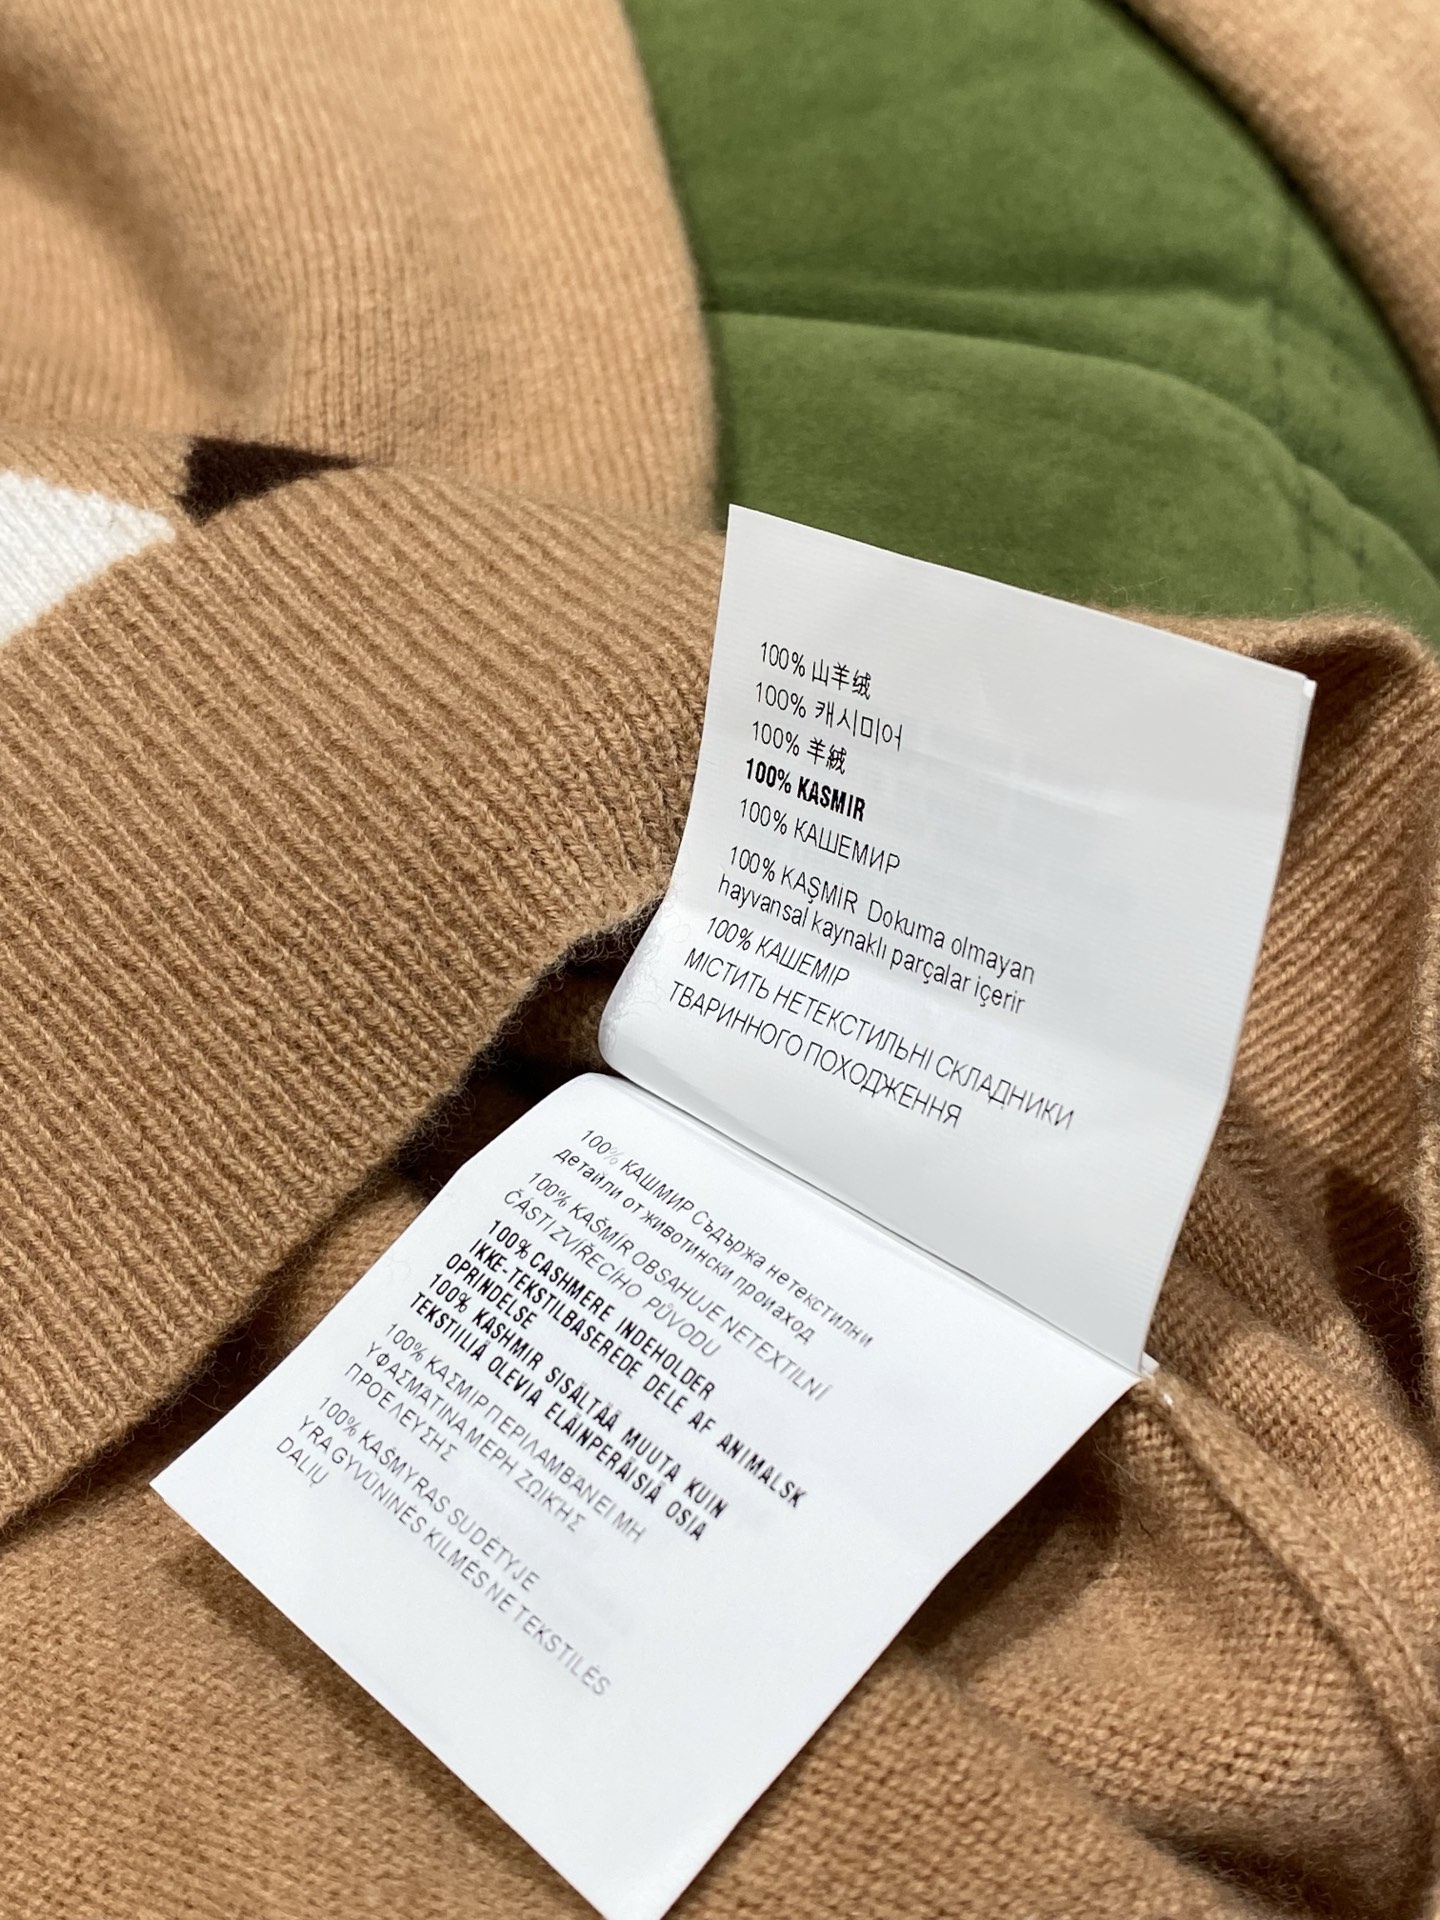 100% 山羊绒
100% 캐시미어
100% 羊絨
100% KASMIR
100% КАШЕМИР
100% KAŞMİR Dokuma olmayan
hayvansal kaynaklı parçalar içerir
100% КАШЕМІР
МІСТИТЬ НЕТЕКСТИЛЬНІ СКЛАДНИКИ
ТВАРИННОГО ПОХОДЖЕННЯ
100% КАШМИР Съдържа нетекстилни
детайли от животински произход
100% KAŠMÍR OBSAHUJE NETEXTILNÍ
ČÁSTI ZVÍŘECÍHO PŮVODU
100% CASHMERE INDEHOLDER
IKKE-TEKSTILBASEREDE DELE AF ANIMALSK
OPRINDELSE
100% KASHMIR SISÄLTÄÄ MUUTA KUIN
TEKSTIILIÄ OLEVIA ELÄINPERÄISIÄ OSIA
100% ΚΑΣΜΙΡ ΠΕΡΙΛΑΜΒΑΝΕΙ ΜΗ
ΥΦΑΣΜΑΤΙΝΑ ΜΕΡΗ ΖΩΙΚΉΣ
ΠΡΟΕΛΕΥΣΗΣ
100% KAŠMYRAS SUDĖTYJE
YRA GYVŪNINĖS KILMĖS NE TEKSTILĖS
DALIŲ